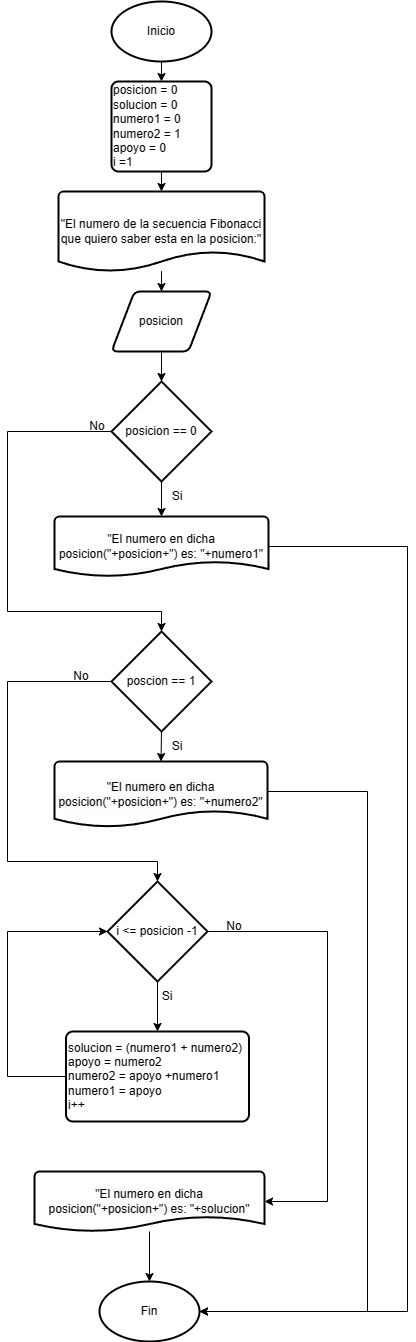 Inicio
posicion = 0
solucion = 0
numero1 = 0
numero2 = 1
apoyo = 0
i =1
"El numero de la secuencia Fibonacci
que quiero saber esta en la posicion:"
posicion
No
posicion == 0
Si
"El numero en dicha
posicion("+posicion+") es: "+numero1"
No
poscion == 1
Si
"El numero en dicha
posicion("+posicion+") es: "+numero2"
i <= posicion -1
No
Si
solucion = (numero1 + numero2)
apoyo = numero2
numero2 = apoyo +numero1
numero1 = apoyo
i++
"El numero en dicha
posicion("+posicion+") es: "+solucion"
Fin